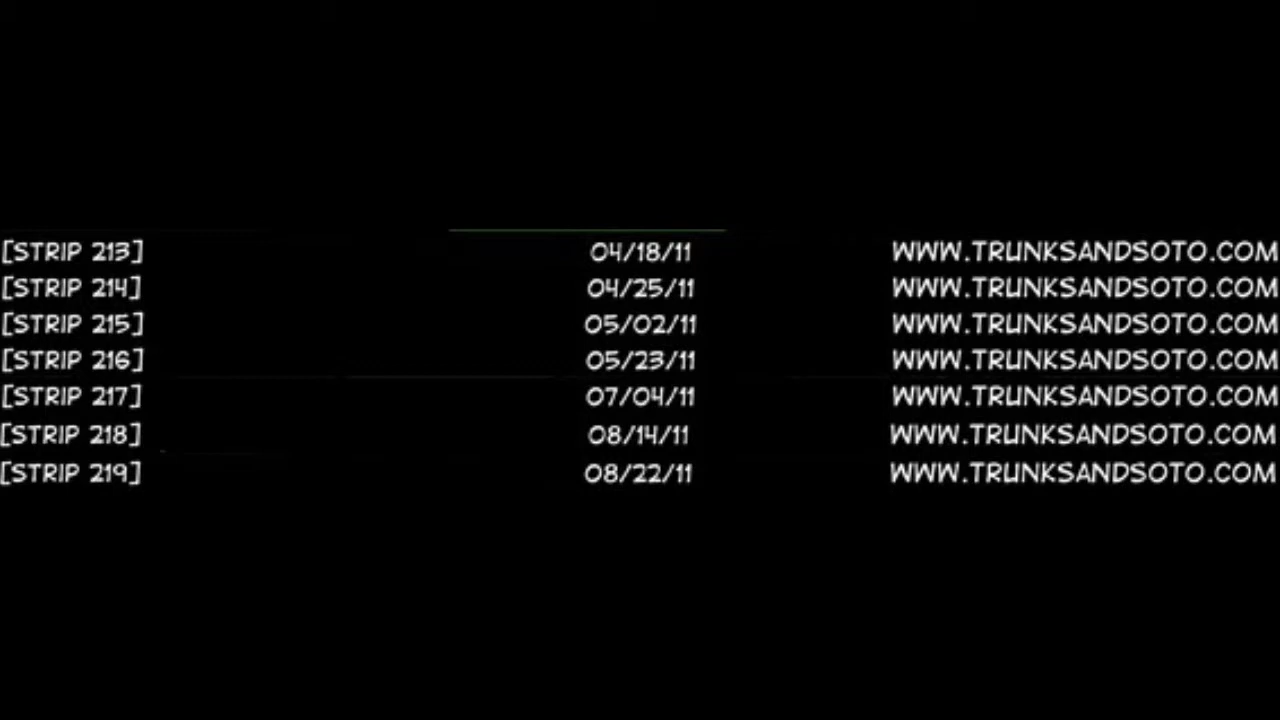 [STRIP 213] 04/18/11 WWW.TRUNKSANDSOTO.COM
[STRIP 214] 04/25/11 WWW.TRUNKSANDSOTO.COM
[STRIP 215] 05/02/11 WWW.TRUNKSANDSOTO.COM
[STRIP 216] 05/23/11 WWW.TRUNKSANDSOTO.COM
[STRIP 217] 07/04/11 WWW.TRUNKSANDSOTO.COM
[STRIP 218] 08/14/11 WWW.TRUNKSANDSOTO.COM
[STRIP 219] 08/22/11 WWW.TRUNKSANDSOTO.COM